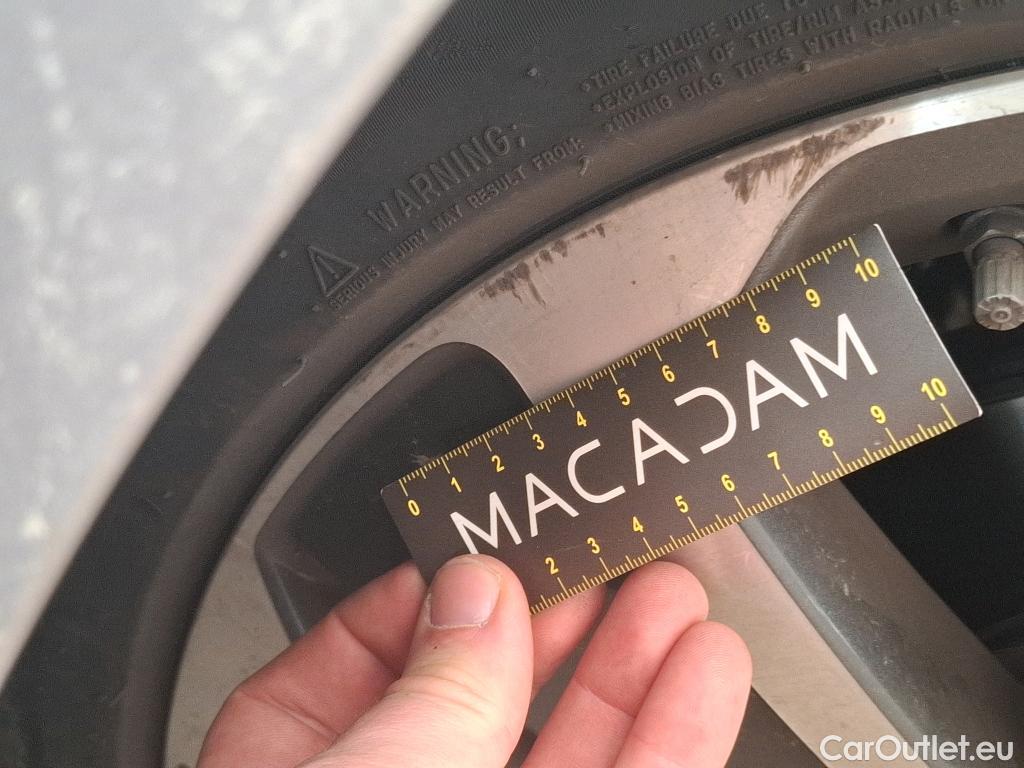 WARNING:
SERIOUS INJURY MAY RESULT FROM:
•TIRE FAILURE DUE TO
•EXPLOSION OF TIRE/RIM
•MIXING BIAS TIRES WITH RADIALS
0 1 2 3 4 5 6 7 8 9 10
MACADAM
2 3 4 5 6 7 8 9 10
CarOutlet.eu